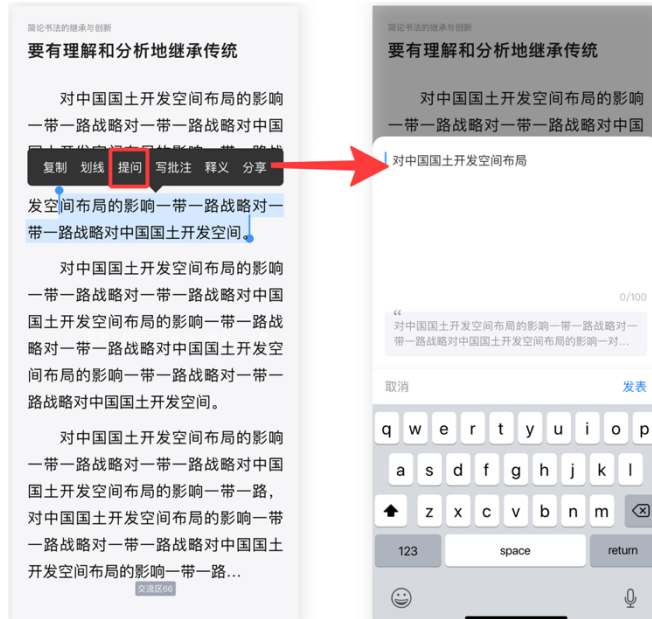 简论书法的继承与创新
要有理解和分析地继承传统
对中国国土开发空间布局的影响
一带一路战略对一带一路战略对中国
复制 划线 提问 写批注 释义 分享
发空间布局的影响一带一路战略对一
带一路战略对中国国土开发空间。
对中国国土开发空间布局的影响
一带一路战略对一带一路战略对中国
国土开发空间布局的影响一带一路战
略对一带一路战略对中国国土开发空
间布局的影响一带一路战略对一带一
路战略对中国国土开发空间。
对中国国土开发空间布局的影响
一带一路战略对一带一路战略对中国
国土开发空间布局的影响一带一路，
对中国国土开发空间布局的影响一带
一路战略对一带一路战略对中国国土
开发空间布局的影响一带一路...
交流区66
简论书法的继承与创新
要有理解和分析地继承传统
对中国国土开发空间布局的影响
一带一路战略对一带一路战略对中国
对中国国土开发空间布局
0/100
“
对中国国土开发空间布局的影响一带一路战略对一
带一路战略对中国国土开发空间布局的影响一对...
取消 发表
q w e r t y u i o p
a s d f g h j k l
z x c v b n m
123 space return